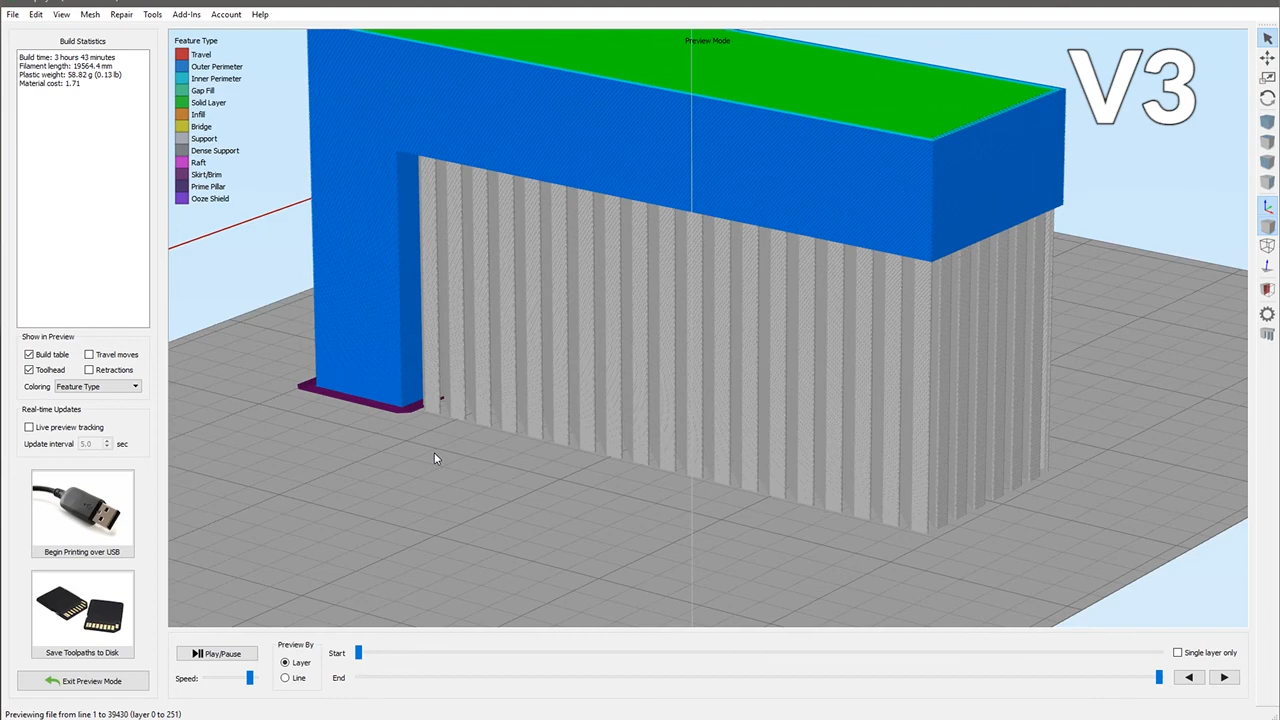 File Edit View Mesh Repair Tools Add-Ins Account Help
Build Statistics
Build time: 3 hours 43 minutes
Filament length: 19564.4 mm
Plastic weight: 58.82 g (0.13 lb)
Material cost: 1.71
Feature Type
Travel
Outer Perimeter
Inner Perimeter
Gap Fill
Solid Layer
Infill
Bridge
Support
Dense Support
Raft
Skirt/Brim
Prime Pillar
Ooze Shield
Preview Mode
V3
Show in Preview
Build table
Travel moves
Toolhead
Retractions
Coloring Feature Type
Real-time Updates
Live preview tracking
Update interval 5.0 sec
Begin Printing over USB
Save Toolpaths to Disk
Exit Preview Mode
Play/Pause
Speed:
Preview By
Layer
Line
Start
End
Single layer only
Previewing file from line 1 to 39430 (layer 0 to 251)